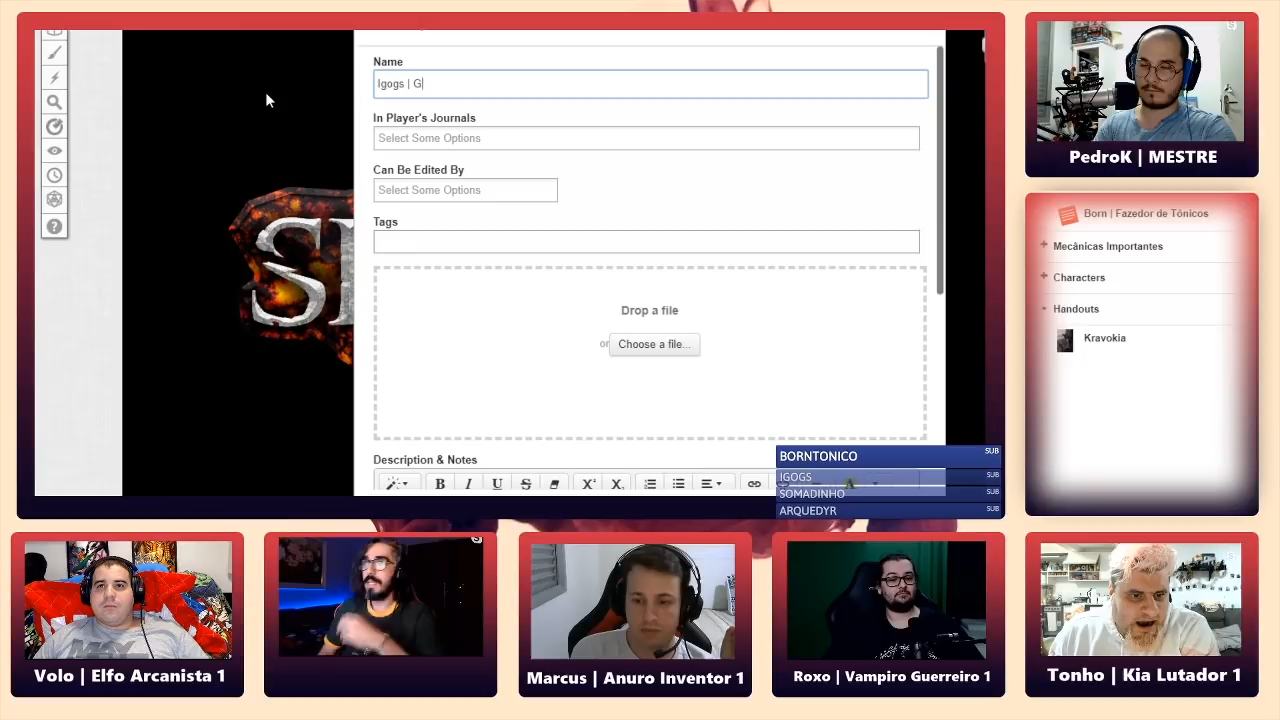 Name
Igogs | G
In Player's Journals
Select Some Options
Can Be Edited By
Select Some Options
Tags
Drop a file
or Choose a file...
Description & Notes
B I U S X² X,
BORNTONICO SUB
IGOGS SUB
SOMADINHO SUB
ARQUEDYR SUB
PedroK | MESTRE
Born | Fazedor de Tônicos
Mecânicas Importantes
Characters
Handouts
Kravokia
Volo | Elfo Arcanista 1
Marcus | Anuro Inventor 1
Roxo | Vampiro Guerreiro 1
Tonho | Kia Lutador 1